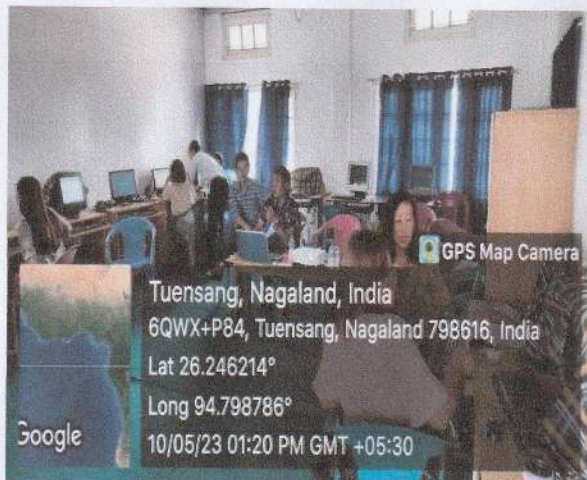 GPS Map Camera
Tuensang, Nagaland, India
6QWX+P84, Tuensang, Nagaland 798616, India
Lat 26.246214°
Long 94.798786°
10/05/23 01:20 PM GMT +05:30
Google